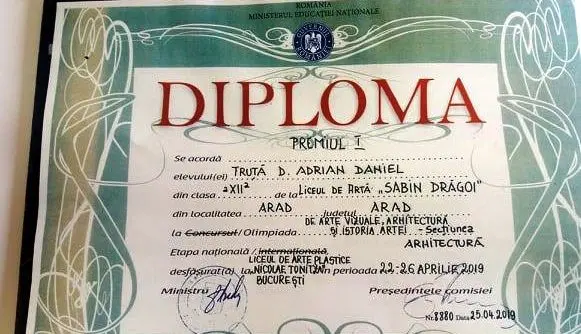 ROMÂNIA
MINISTERUL EDUCAȚIEI NAȚIONALE
DIPLOMA
PREMIUL I
Se acordă
elevului(ei) TRUȚĂ D. ADRIAN DANIEL
din clasa a XII a de la LICEUL DE ARTĂ „SABIN DRĂGOI"
din localitatea ARAD județul ARAD
la Concursul/Olimpiada DE ARTE VIZUALE, ARHITECTURĂ
ȘI ISTORIA ARTEI - Secțiunea
ARHITECTURĂ
Etapa națională / internațională,
LICEUL DE ARTE PLASTICE
desfășurat(ă) la NICOLAE TONITZA în perioada 22-26 APRILIE 2019
BUCUREȘTI
Ministru Președintele comisiei
Nr. 8880 Data 25.04.2019